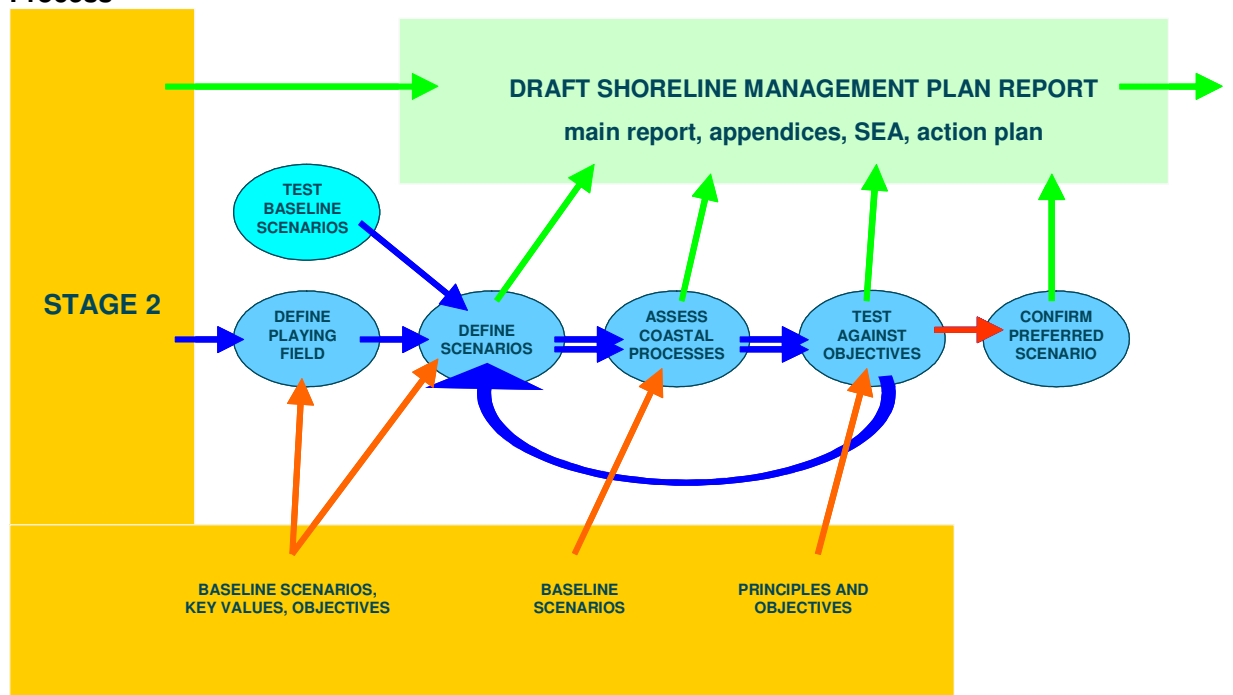 Process
DRAFT SHORELINE MANAGEMENT PLAN REPORT
main report, appendices, SEA, action plan
TEST
BASELINE
SCENARIOS
STAGE 2
DEFINE
PLAYING
FIELD
DEFINE
SCENARIOS
ASSESS
COASTAL
PROCESSES
TEST
AGAINST
OBJECTIVES
CONFIRM
PREFERRED
SCENARIO
BASELINE SCENARIOS,
KEY VALUES, OBJECTIVES
BASELINE
SCENARIOS
PRINCIPLES AND
OBJECTIVES